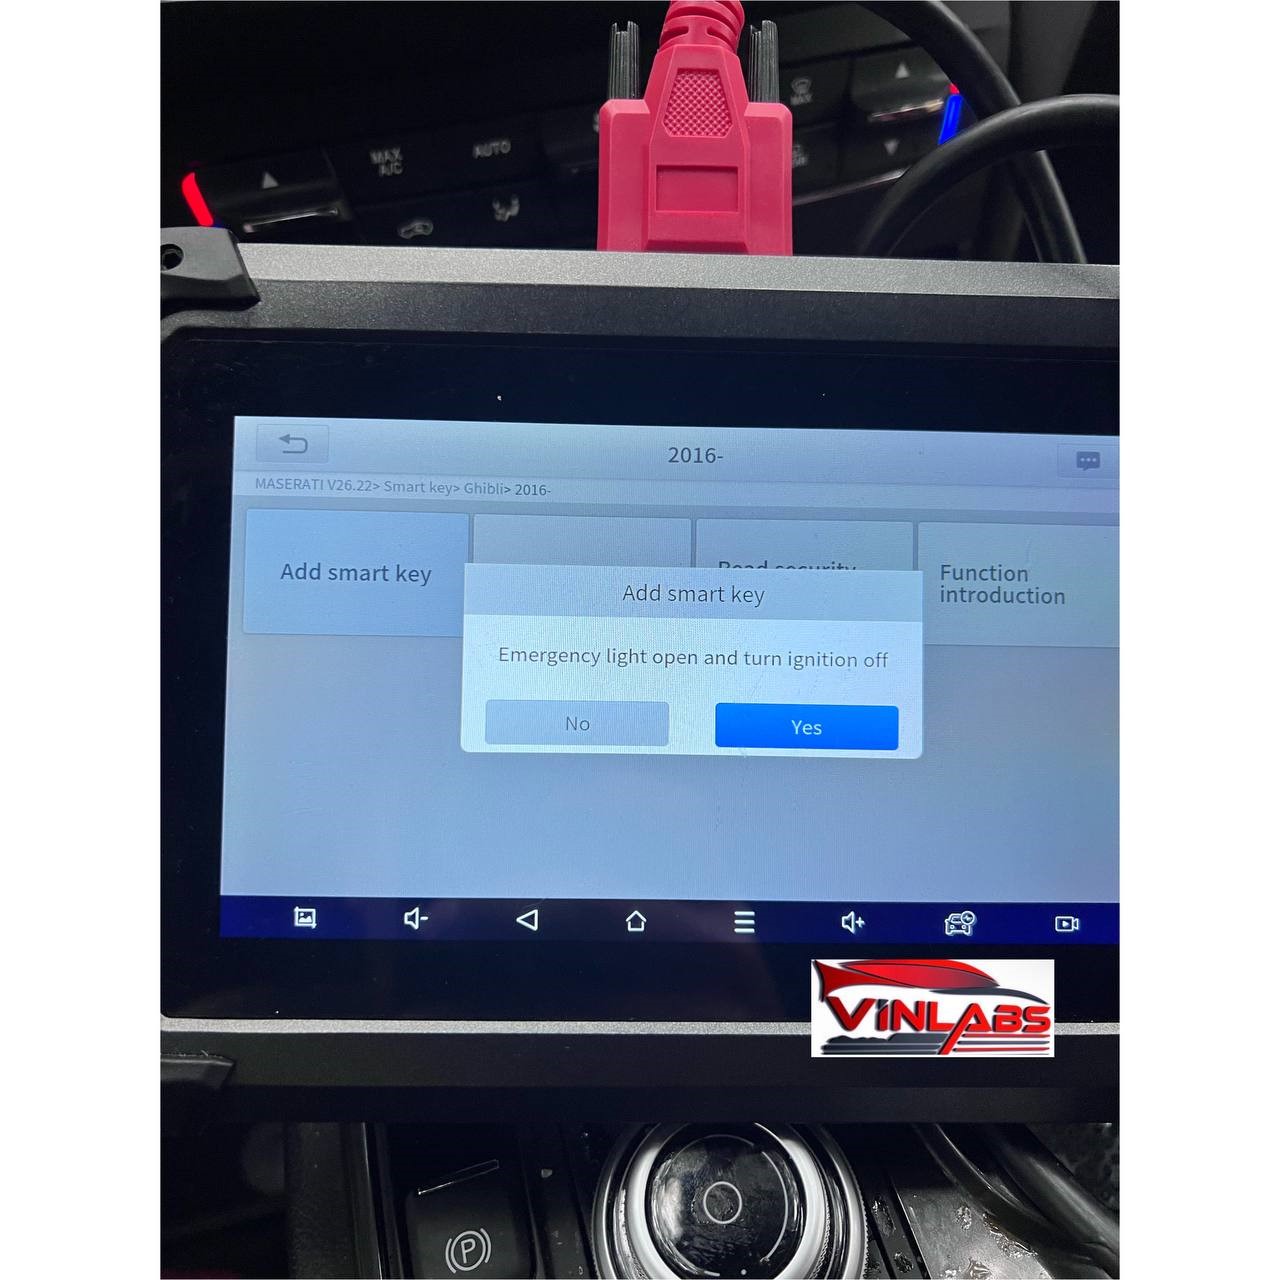 MAX
A/C
AUTO
MAX
2016-
MASERATI V26.22> Smart key> Ghibli> 2016-
Add smart key
Read security
Function
introduction
Add smart key
Emergency light open and turn ignition off
No
Yes
VINLABS
P